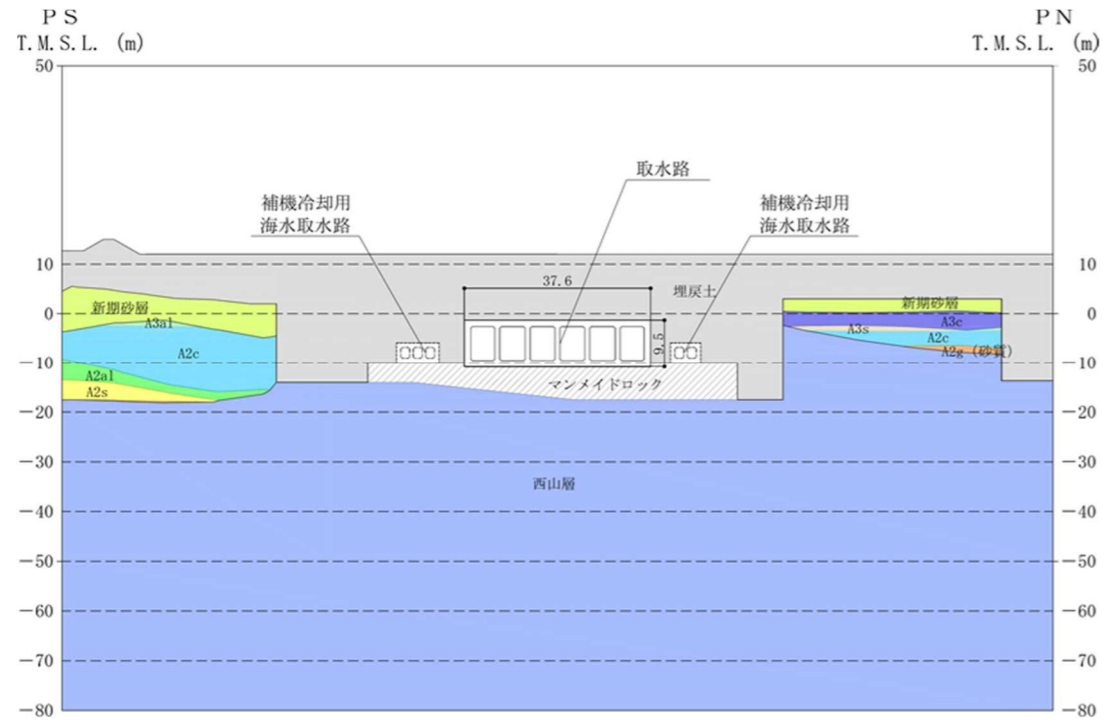 PS
PN
T.M.S.L. (m)
T.M.S.L. (m)
50
50
取水路
補機冷却用
海水取水路
補機冷却用
海水取水路
10
10
37.6
埋戻土
新期砂層
新期砂層
0
0
A3a1
A3c
A3s
9.5
A2c
A2c
A2g (砂質)
-10
-10
A2a1
マンメイドロック
A2s
-20
-20
-30
-30
西山層
-40
-40
-50
-50
-60
-60
-70
-70
-80
-80